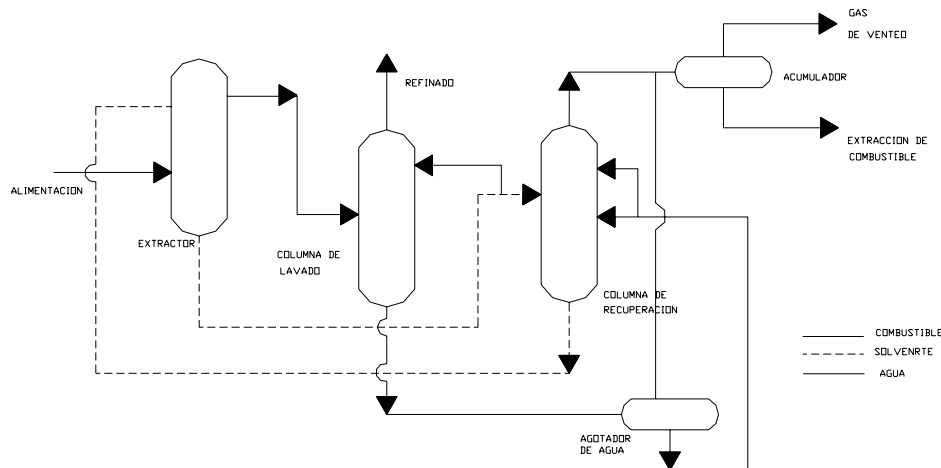 GAS
DE VENTEO
ACUMULADOR
REFINADO
EXTRACCION DE
COMBUSTIBLE
ALIMENTACION
EXTRACTOR
COLUMNA DE
LAVADO
COLUMNA DE
RECUPERACION
COMBUSTIBLE
SOLVENRTE
AGUA
AGOTADOR
DE AGUA